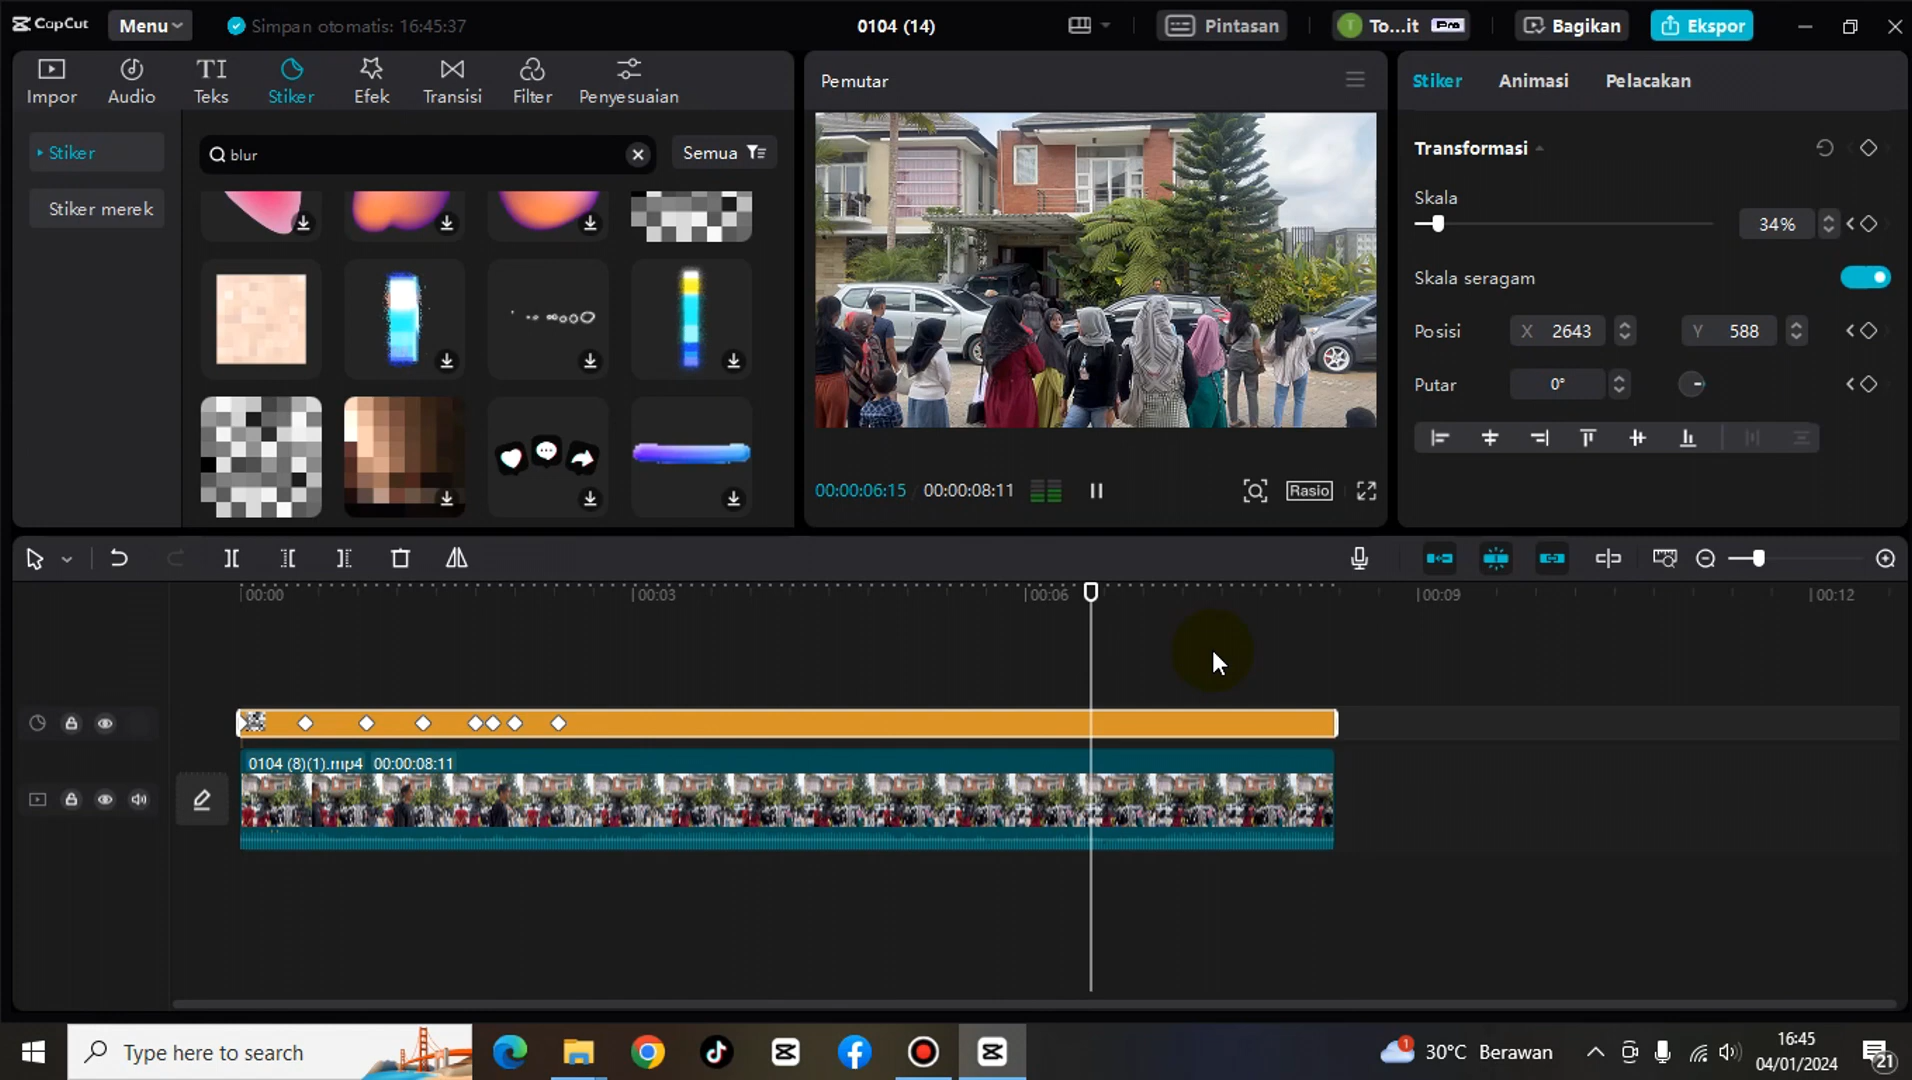 CapCut
Menu
Simpan otomatis: 16:45:37
0104 (14)
Pintasan
T
To...it
Pro
Bagikan
Ekspor
Impor
Audio
TI
Teks
Stiker
Efek
Transisi
Filter
Penyesuaian
Stiker
Stiker merek
blur
Semua
Pemutar
00:00:06:15
00:00:08:11
Rasio
Stiker
Animasi
Pelacakan
Transformasi
Skala
34%
Skala seragam
Posisi
X 2643
Y 588
Putar
0°
00:00
00:03
00:06
00:09
00:12
0104 (8)(1).mp4 00:00:08:11
Type here to search
1
30°C Berawan
16:45
04/01/2024
21